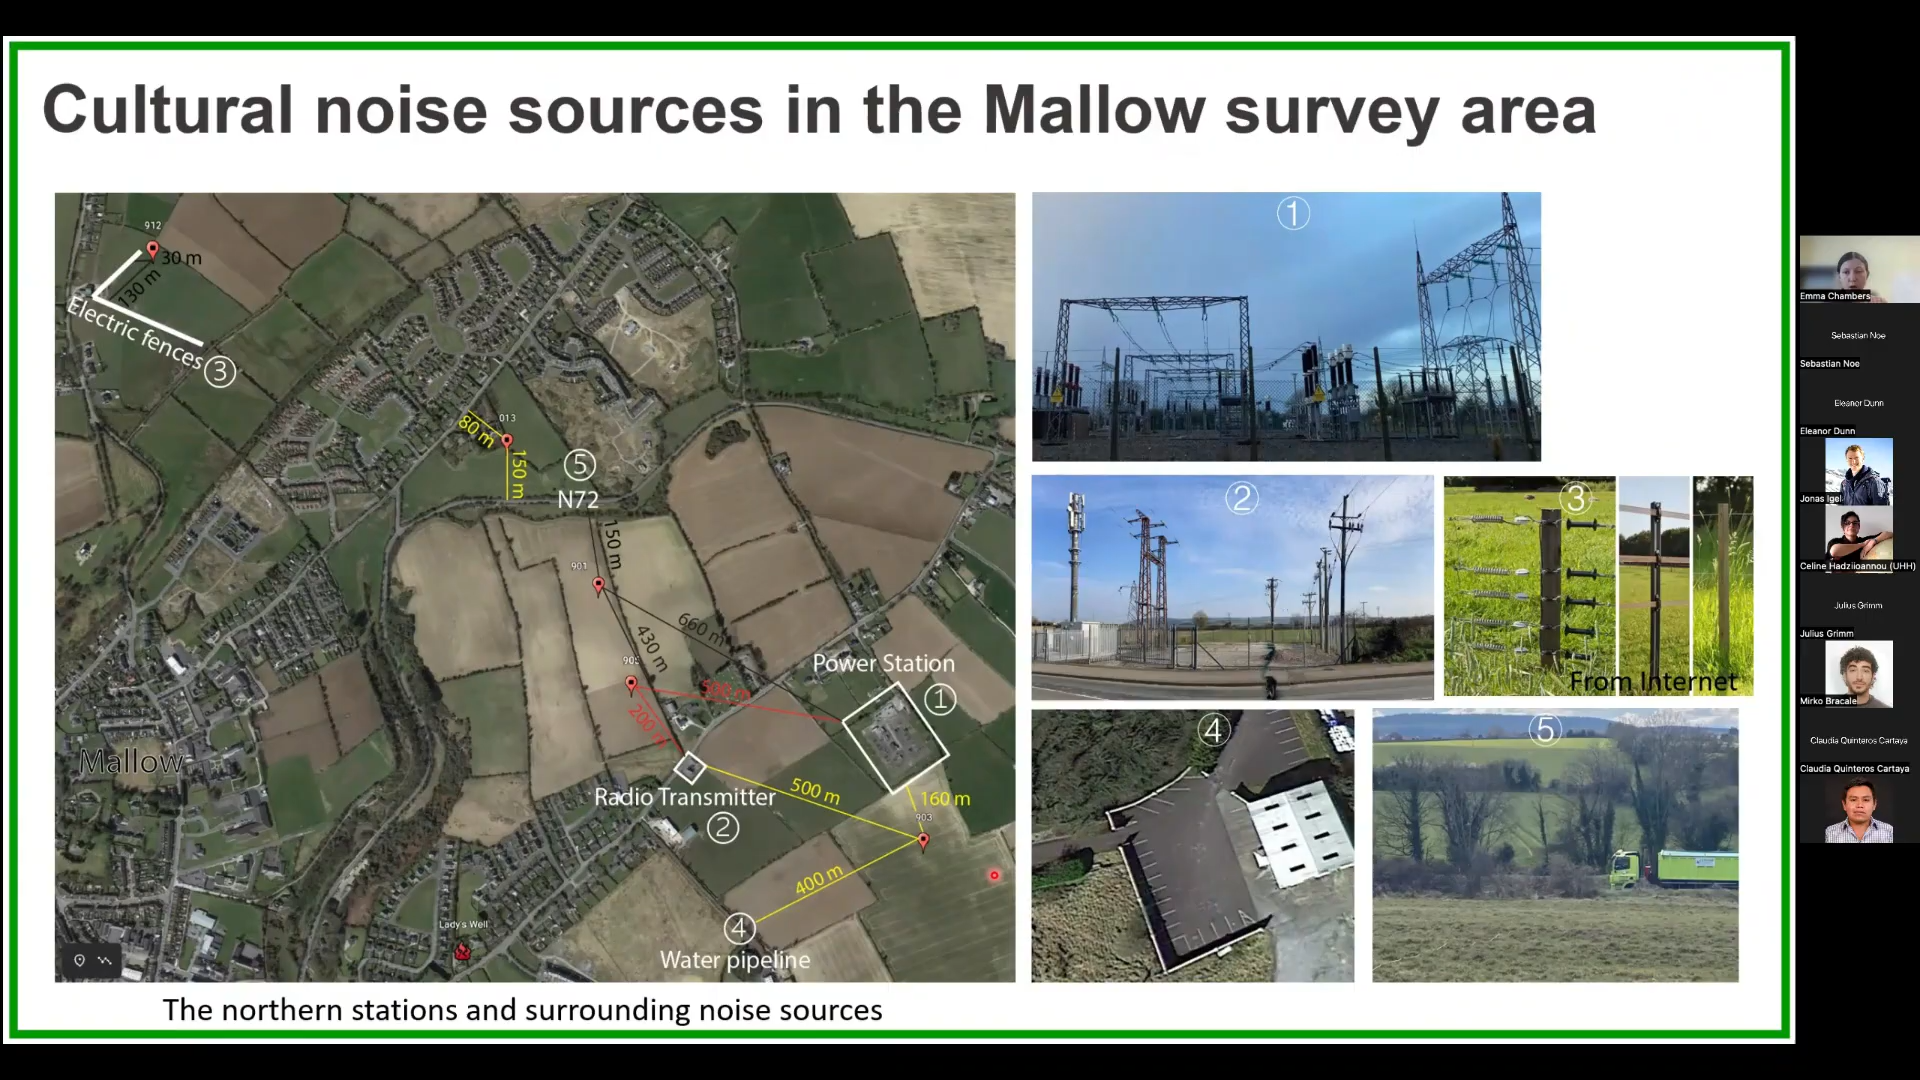 Cultural noise sources in the Mallow survey area
912
30 m
130 m
Electric fences ③
013
80 m
150 m
⑤
N72
150 m
901
660 m
430 m
500 m
200 m
Power Station
①
Mallow
Radio Transmitter
②
500 m
160 m
903
400 m
④
Water pipeline
Lady's Well
The northern stations and surrounding noise sources
①
②
③
From Internet
④
⑤
Emma Chambers
Sebastian Noe
Sebastian Noe
Eleanor Dunn
Eleanor Dunn
Jonas Igel
Celine Hadziioannou (UHH)
Julius Grimm
Julius Grimm
Mirko Bracale
Claudia Quinteros Cartaya
Claudia Quinteros Cartaya